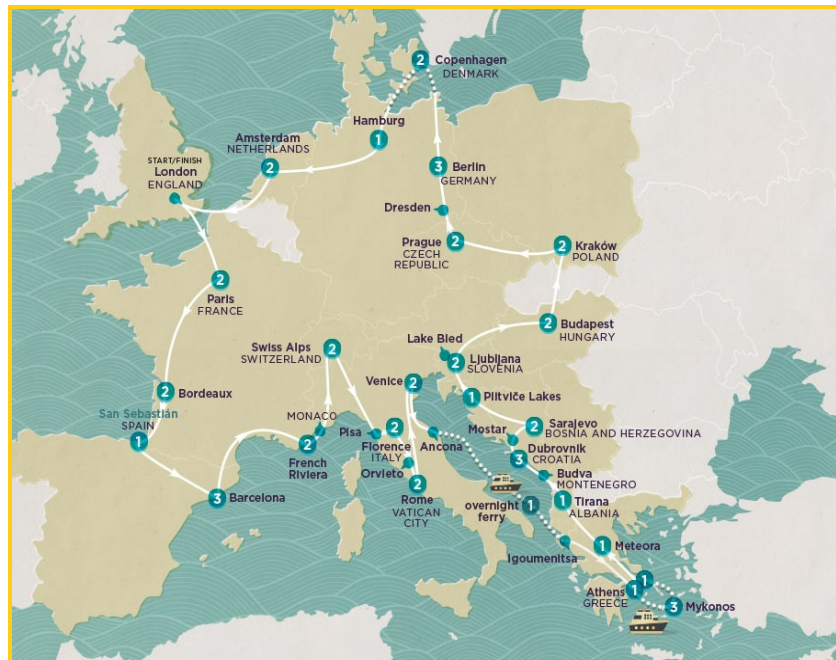 2
Copenhagen
DENMARK
Hamburg
1
Amsterdam
NETHERLANDS
2
START/FINISH
London
ENGLAND
3
Berlin
GERMANY
Dresden
Prague
CZECH
REPUBLIC
2
2
Kraków
POLAND
2
Paris
FRANCE
Swiss Alps
SWITZERLAND
2
Lake Bled
2
Budapest
HUNGARY
2
Ljubljana
SLOVENIA
Venice
2
2
Bordeaux
1
Plitvice Lakes
San Sebastián
SPAIN
1
MONACO
Pisa
2
Florence
ITALY
Ancona
Mostar
2
Sarajevo
BOSNIA AND HERZEGOVINA
2
French
Riviera
Orvieto
3
Dubrovnik
CROATIA
Budva
MONTENEGRO
3
Barcelona
2
Rome
VATICAN
CITY
overnight
ferry
1
1
Tirana
ALBANIA
Igoumenitsa
1
Meteora
1
Athens
GREECE
1
3
Mykonos